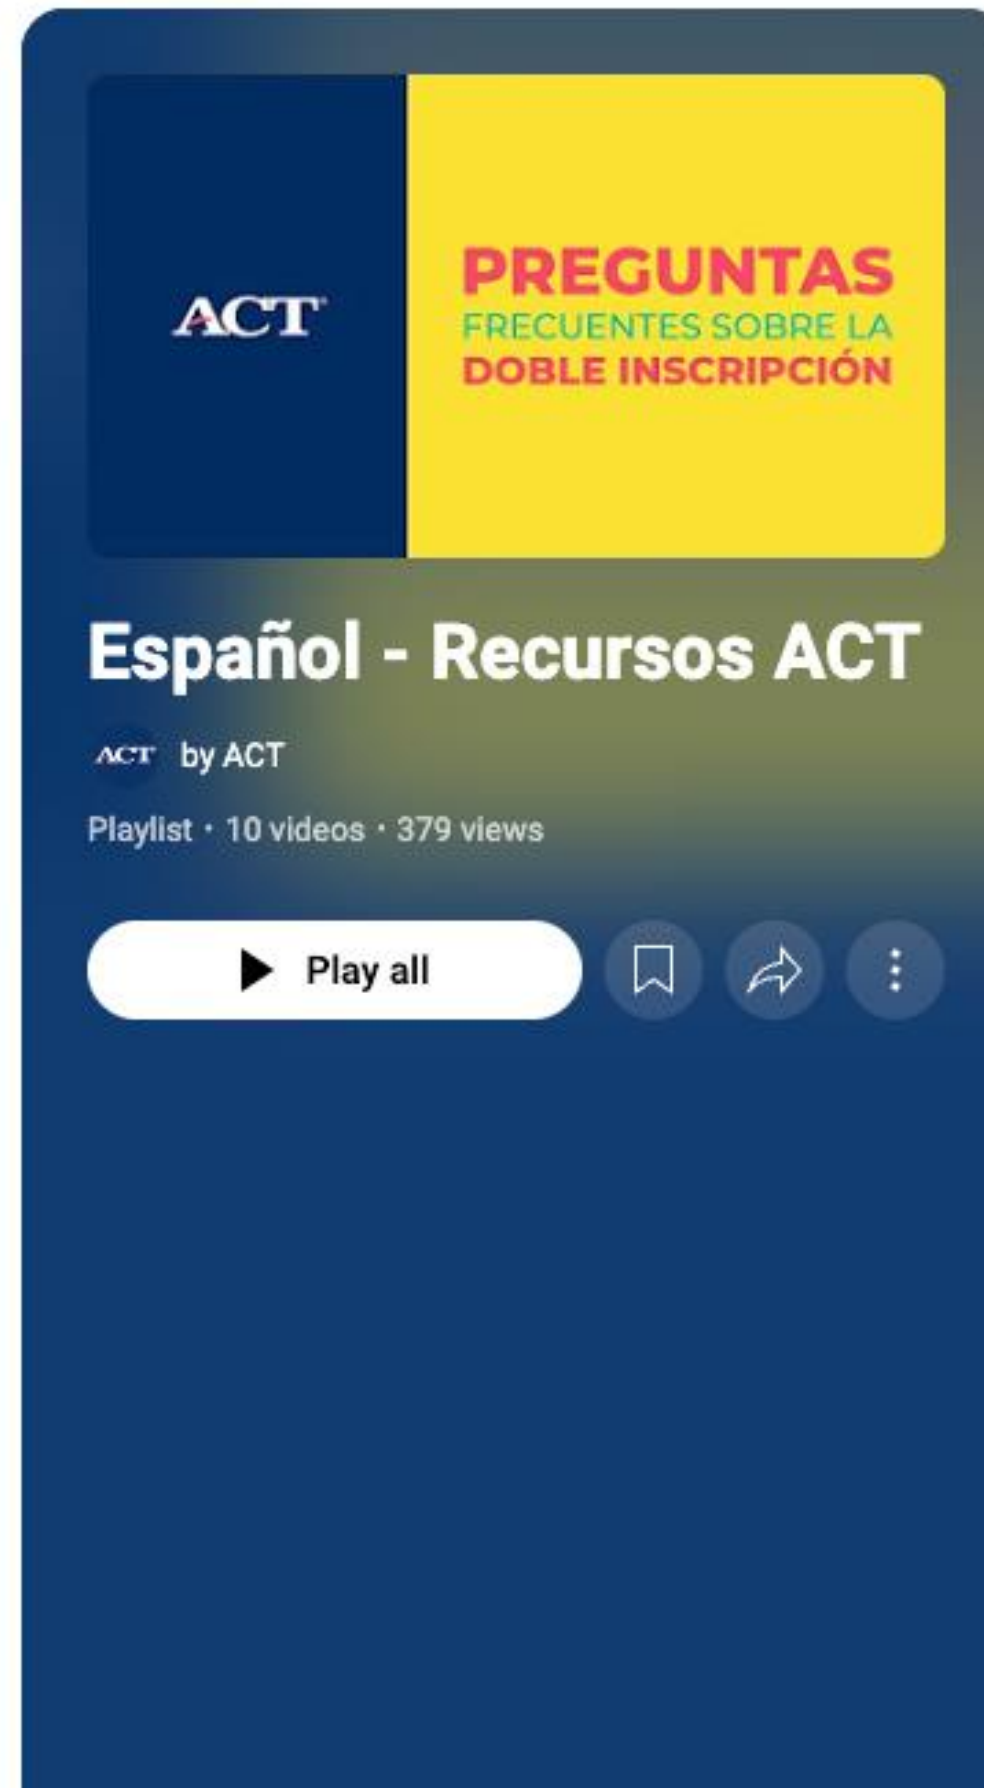 ACT
PREGUNTAS
FRECUENTES SOBRE LA
DOBLE INSCRIPCIÓN
Español - Recursos ACT
ACT by ACT
Playlist • 10 videos • 379 views
Play all